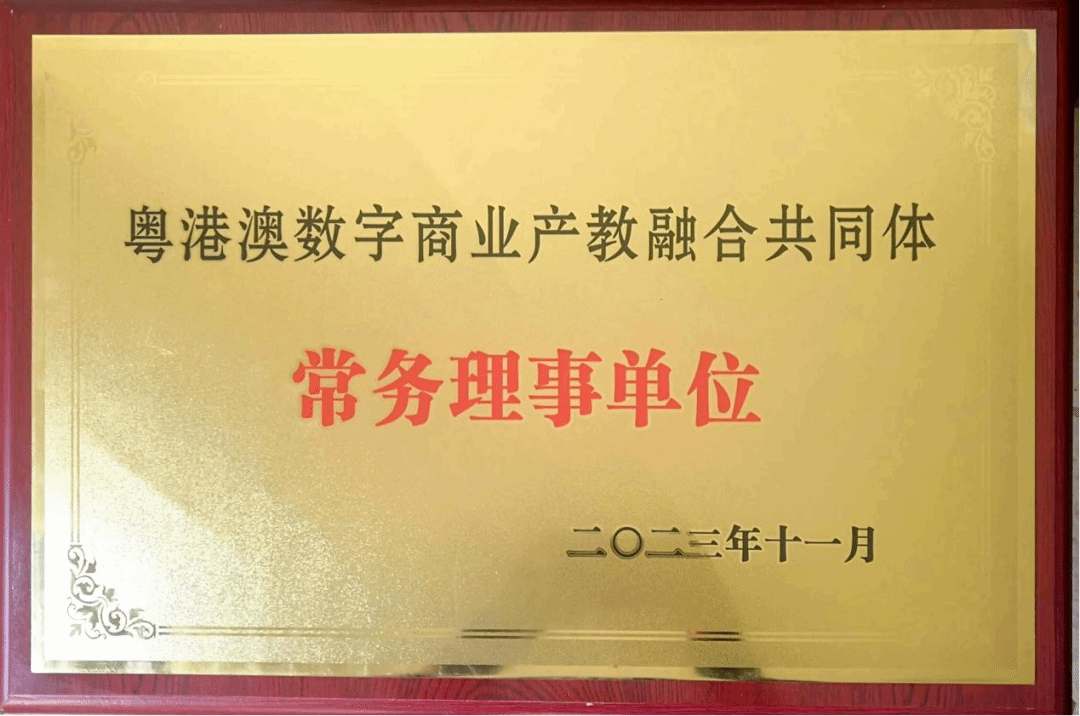 粤港澳数字商业产教融合共同体
常务理事单位
二〇二三年十一月